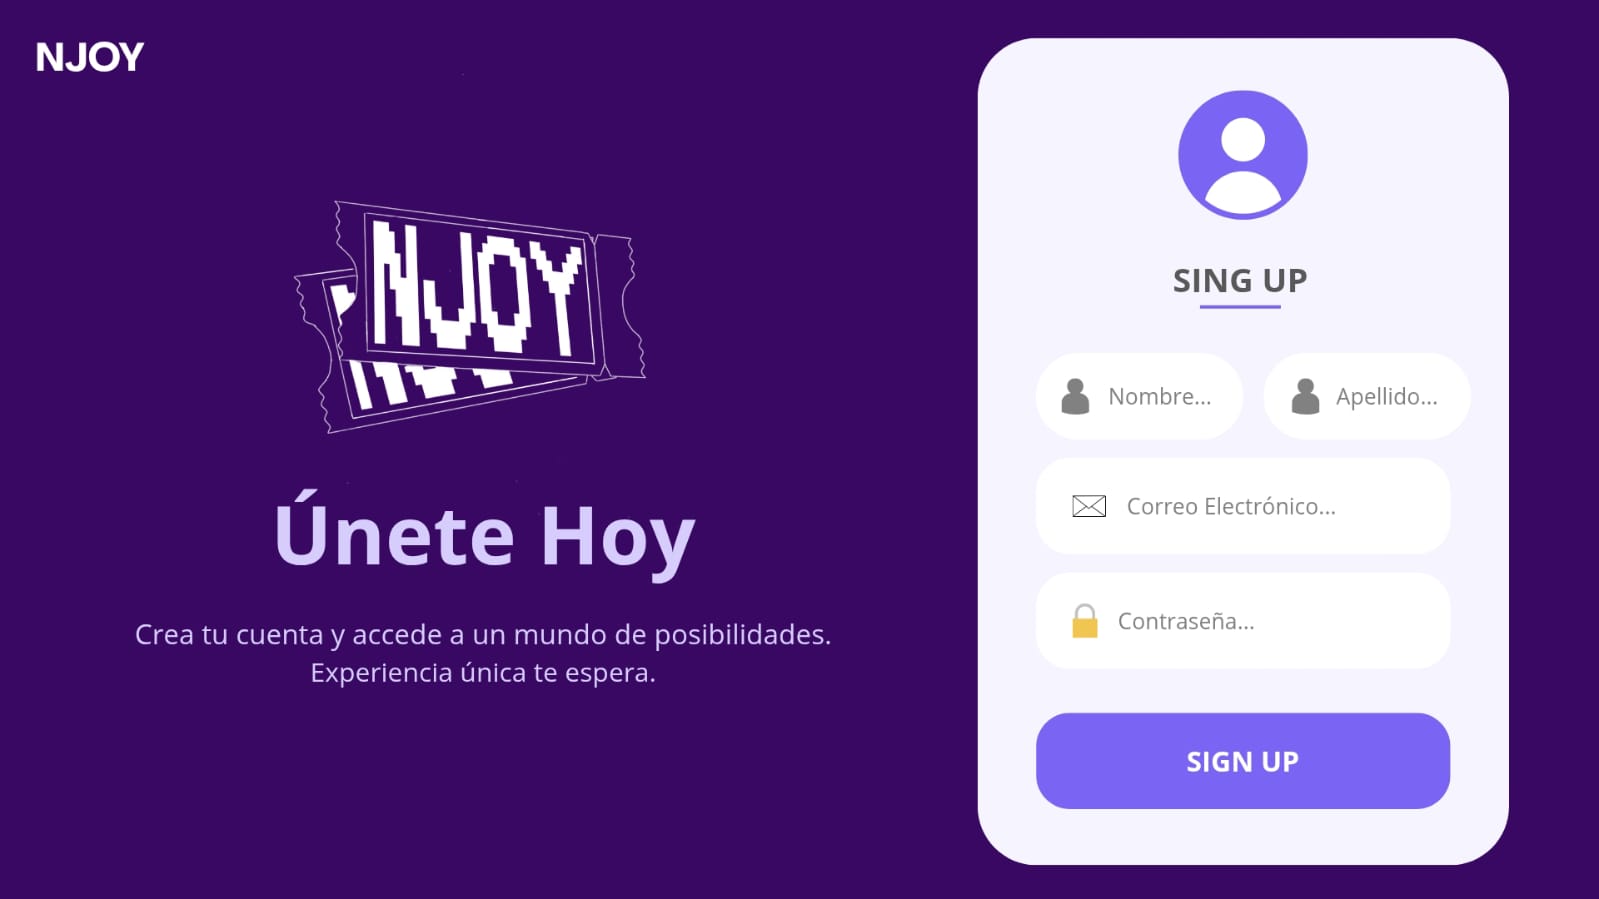 NJOY
NJOY
Únete Hoy
Crea tu cuenta y accede a un mundo de posibilidades.
Experiencia única te espera.
SING UP
Nombre...
Apellido...
Correo Electrónico...
Contraseña...
SIGN UP